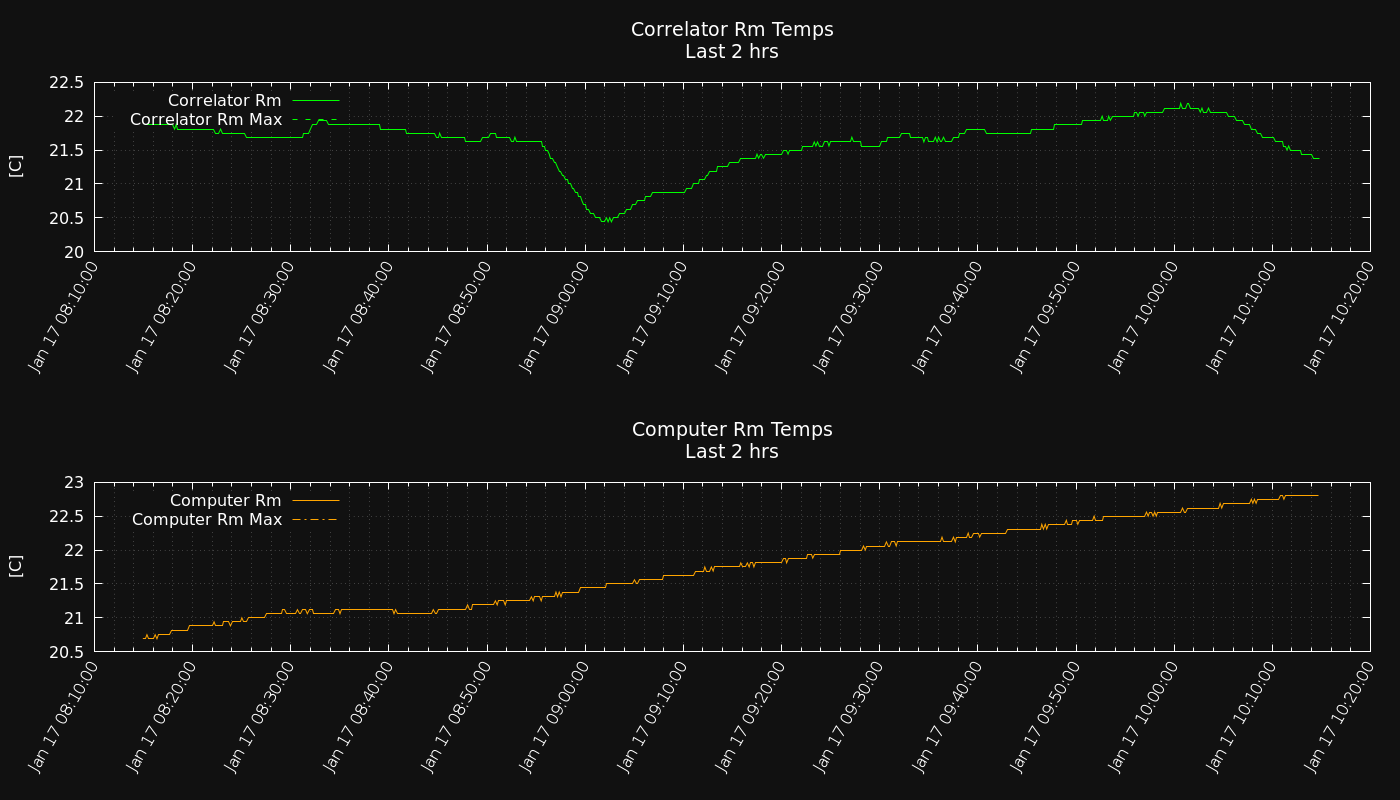 Correlator Rm Temps
Last 2 hrs
22.5
22
21.5
21
20.5
20
[C]
Correlator Rm
Correlator Rm Max
Jan 17 08:10:00
Jan 17 08:20:00
Jan 17 08:30:00
Jan 17 08:40:00
Jan 17 08:50:00
Jan 17 09:00:00
Jan 17 09:10:00
Jan 17 09:20:00
Jan 17 09:30:00
Jan 17 09:40:00
Jan 17 09:50:00
Jan 17 10:00:00
Jan 17 10:10:00
Jan 17 10:20:00
Computer Rm Temps
Last 2 hrs
23
22.5
22
21.5
21
20.5
[C]
Computer Rm
Computer Rm Max
Jan 17 08:10:00
Jan 17 08:20:00
Jan 17 08:30:00
Jan 17 08:40:00
Jan 17 08:50:00
Jan 17 09:00:00
Jan 17 09:10:00
Jan 17 09:20:00
Jan 17 09:30:00
Jan 17 09:40:00
Jan 17 09:50:00
Jan 17 10:00:00
Jan 17 10:10:00
Jan 17 10:20:00